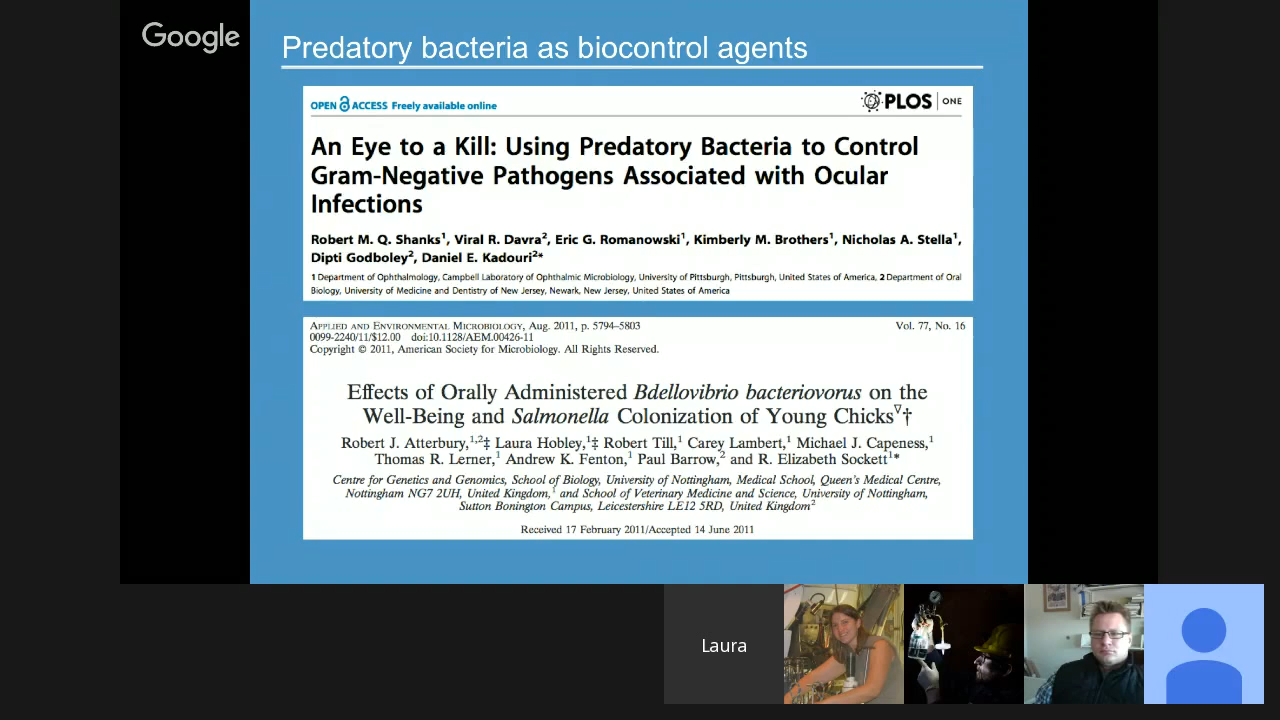 Google
Predatory bacteria as biocontrol agents
OPEN ACCESS Freely available online
PLOS ONE
An Eye to a Kill: Using Predatory Bacteria to Control
Gram-Negative Pathogens Associated with Ocular
Infections
Robert M. Q. Shanks¹, Viral R. Davra², Eric G. Romanowski¹, Kimberly M. Brothers¹, Nicholas A. Stella¹,
Dipti Godboley², Daniel E. Kadouri²*
1 Department of Ophthalmology, Campbell Laboratory of Ophthalmic Microbiology, University of Pittsburgh, Pittsburgh, United States of America, 2 Department of Oral
Biology, University of Medicine and Dentistry of New Jersey, Newark, New Jersey, United States of America
APPLIED AND ENVIRONMENTAL MICROBIOLOGY, Aug. 2011, p. 5794–5803
Vol. 77, No. 16
0099-2240/11/$12.00 doi:10.1128/AEM.00426-11
Copyright © 2011, American Society for Microbiology. All Rights Reserved.
Effects of Orally Administered Bdellovibrio bacteriovorus on the
Well-Being and Salmonella Colonization of Young Chicks▽†
Robert J. Atterbury,¹,²‡ Laura Hobley,¹‡ Robert Till,¹ Carey Lambert,¹ Michael J. Capeness,¹
Thomas R. Lerner,¹ Andrew K. Fenton,¹ Paul Barrow,² and R. Elizabeth Sockett¹*
Centre for Genetics and Genomics, School of Biology, University of Nottingham, Medical School, Queen's Medical Centre,
Nottingham NG7 2UH, United Kingdom,¹ and School of Veterinary Medicine and Science, University of Nottingham,
Sutton Bonington Campus, Leicestershire LE12 5RD, United Kingdom²
Received 17 February 2011/Accepted 14 June 2011
Laura